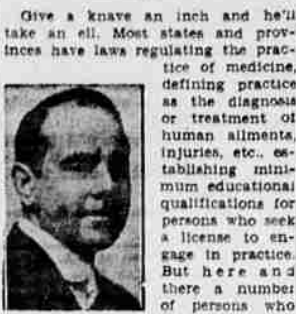 Give a knave an inch and he'll
take an ell. Most states and prov-
inces have laws regulating the prac-
tice of medicine,
defining practice
as the diagnosis
or treatment of
human ailments,
injuries, etc., es-
tablishing mini-
mum educational
qualifications for
persons who seek
a license to en-
gage in practice.
But here and
there a number
of persons who